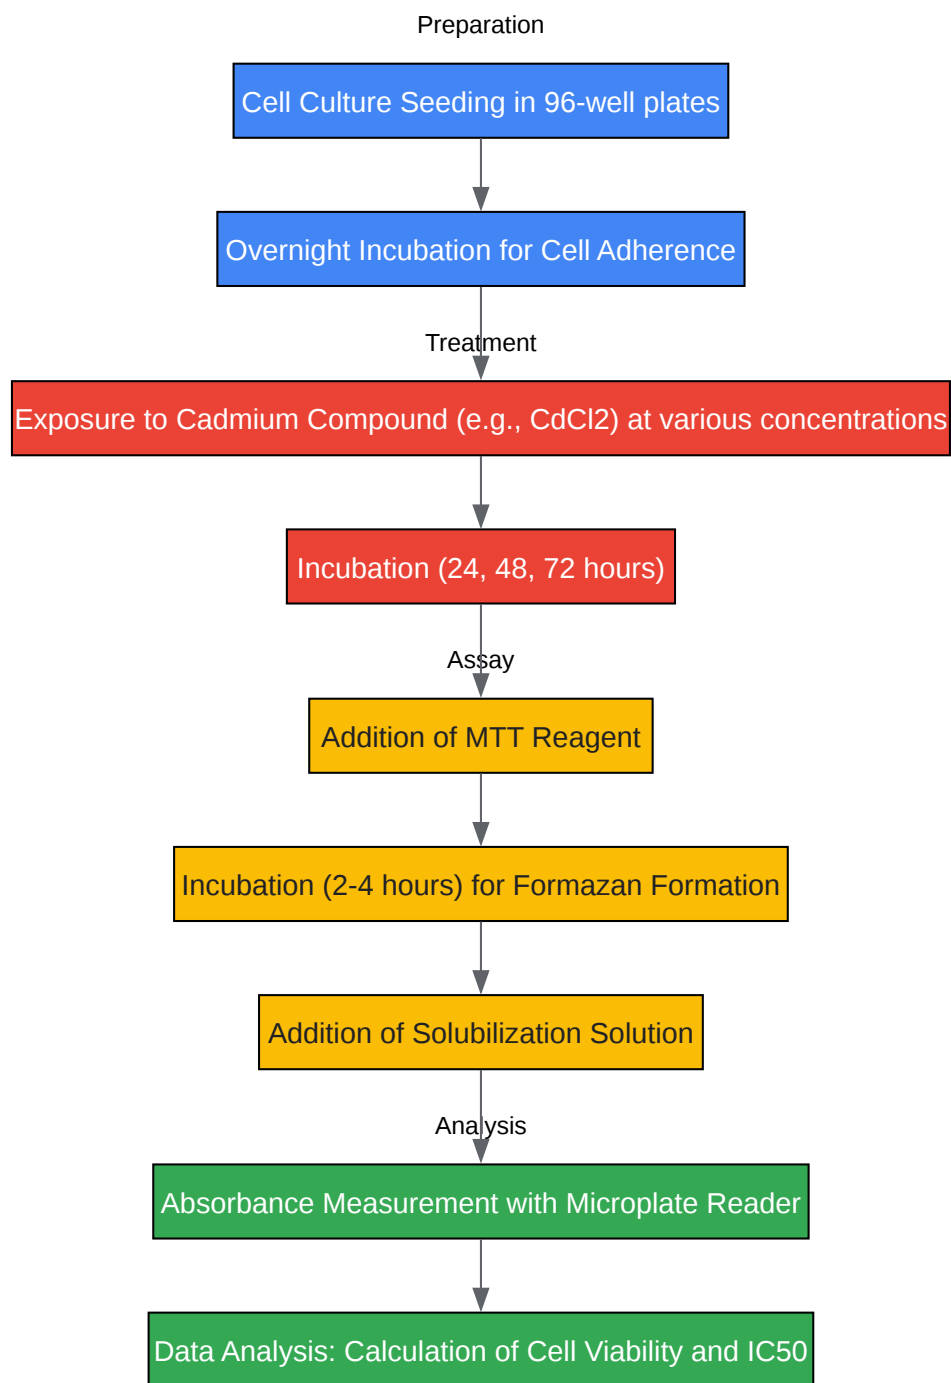 Preparation
Cell Culture Seeding in 96-well plates
Overnight Incubation for Cell Adherence
Treatment
Exposure to Cadmium Compound (e.g., CdCl2) at various concentrations
Incubation (24, 48, 72 hours)
Assay
Addition of MTT Reagent
Incubation (2-4 hours) for Formazan Formation
Addition of Solubilization Solution
Analysis
Absorbance Measurement with Microplate Reader
Data Analysis: Calculation of Cell Viability and IC50